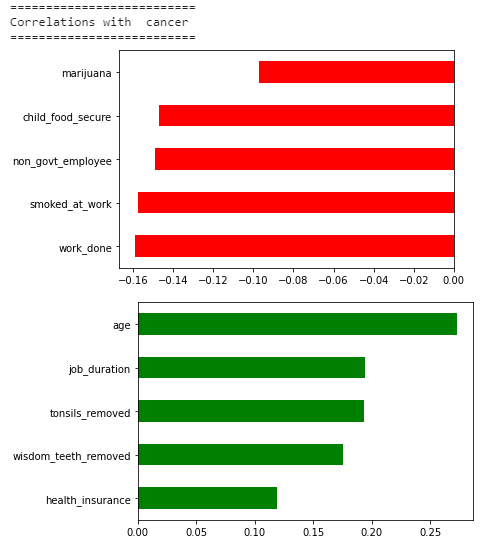 ==========================
Correlations with  cancer
==========================
marijuana
child_food_secure
non_govt_employee
smoked_at_work
work_done
−0.16 −0.14 −0.12 −0.10 −0.08 −0.06 −0.04 −0.02 0.00
age
job_duration
tonsils_removed
wisdom_teeth_removed
health_insurance
0.00 0.05 0.10 0.15 0.20 0.25